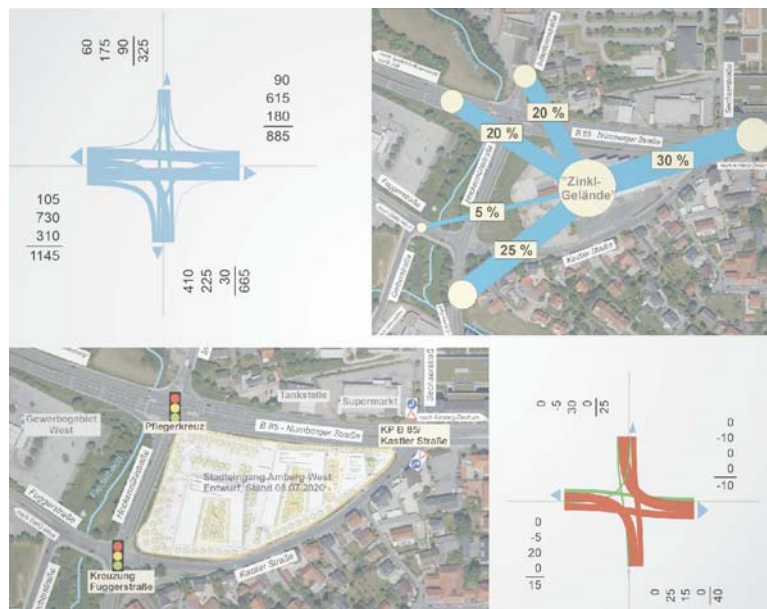 60
175
90
325
90
615
180
885
105
730
310
1145
410
225
30
665
20 %
20 %
B 85 - Nürnberger Straße
30 %
"Zinkl-
Gelände"
5 %
25 %
Fuggerstraße
Kastler Straße
Tankstelle
Supermarkt
Gewerbegebiet
West
Pflegerkreuz
B 85 - Nürnberger Straße
KP B 85/
Kastler Straße
Stadteingang Amberg-West
Entwurf, Stand 08.07.2020
Fuggerstraße
Kastler Straße
Kreuzung
Fuggerstraße
0
-5
30
0
25
0
-10
0
0
-10
0
-5
20
0
15
0
25
15
0
40